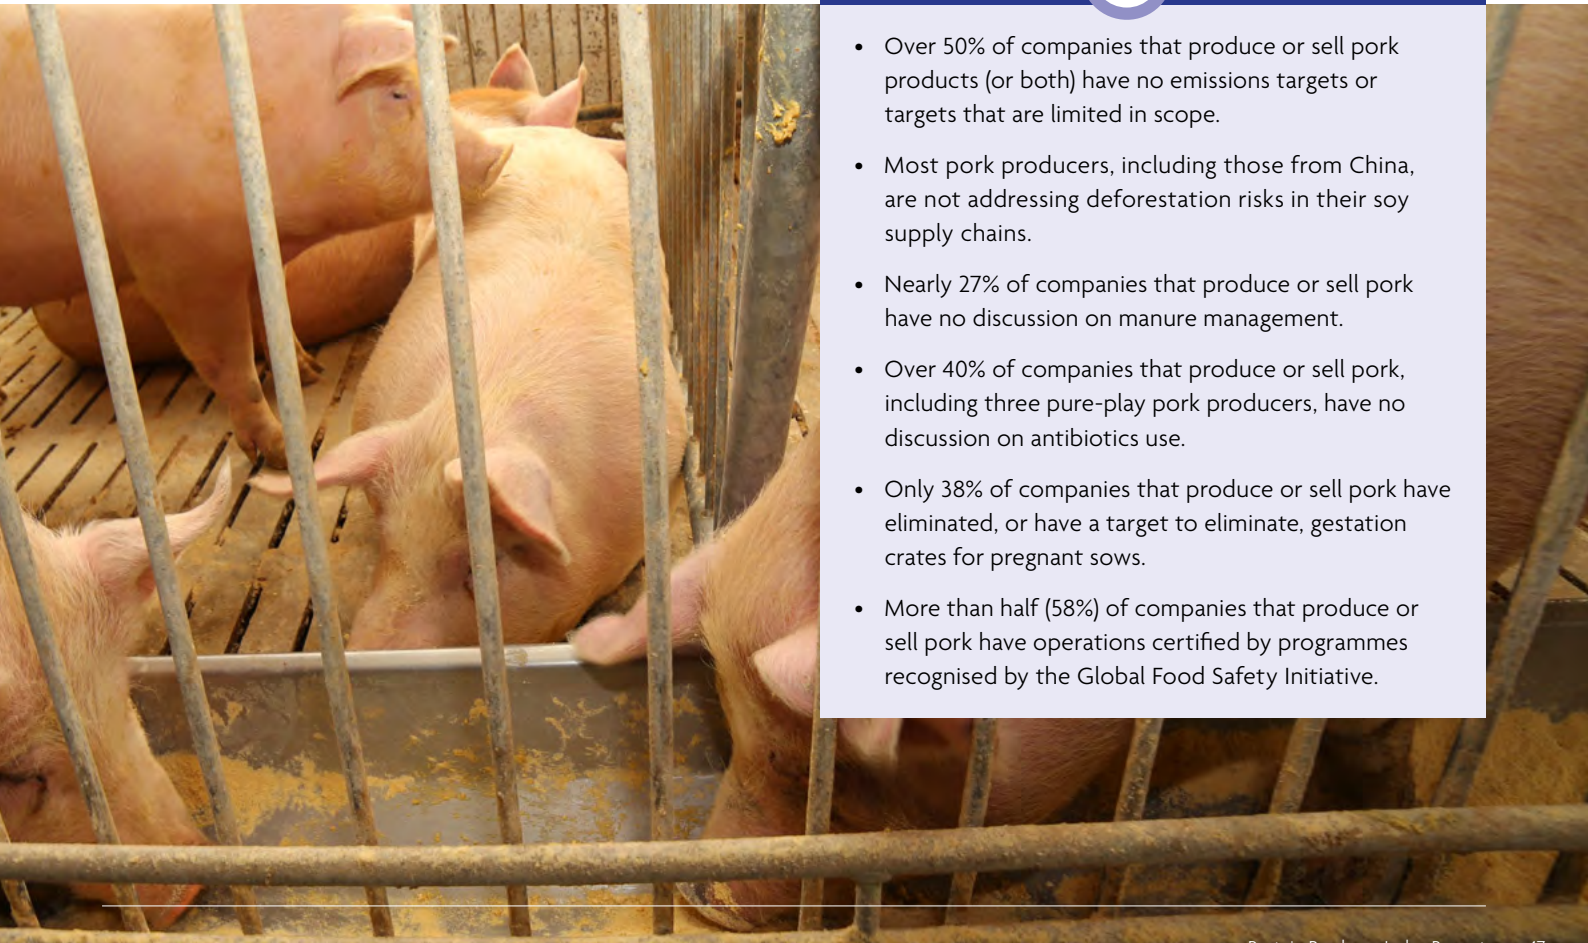 • Over 50% of companies that produce or sell pork
products (or both) have no emissions targets or
targets that are limited in scope.
• Most pork producers, including those from China,
are not addressing deforestation risks in their soy
supply chains.
• Nearly 27% of companies that produce or sell pork
have no discussion on manure management.
• Over 40% of companies that produce or sell pork,
including three pure-play pork producers, have no
discussion on antibiotics use.
• Only 38% of companies that produce or sell pork have
eliminated, or have a target to eliminate, gestation
crates for pregnant sows.
• More than half (58%) of companies that produce or
sell pork have operations certified by programmes
recognised by the Global Food Safety Initiative.